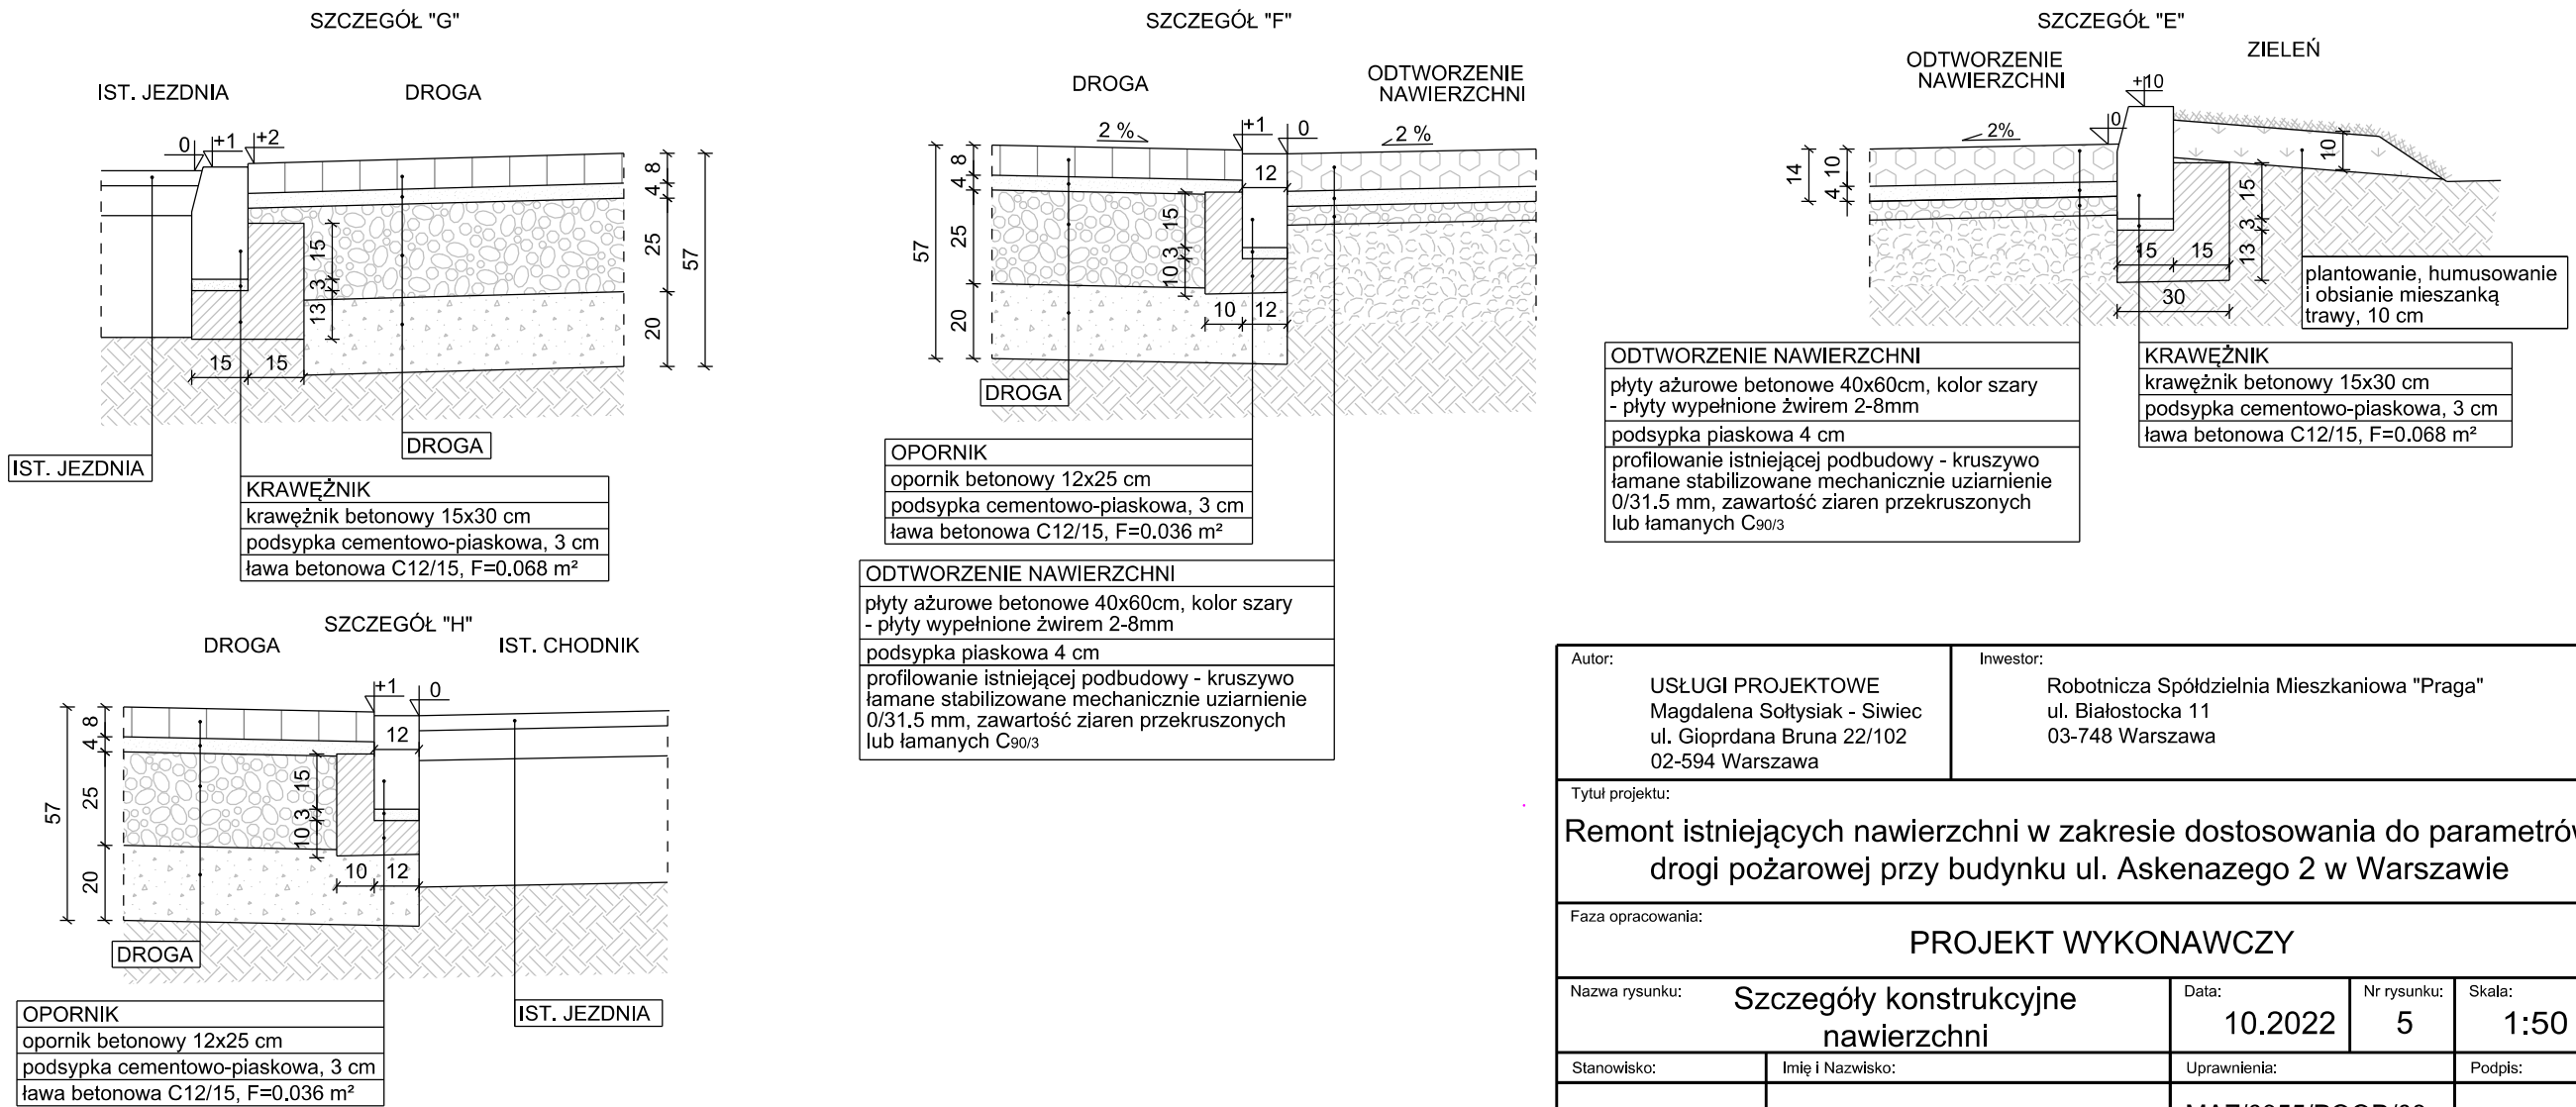 SZCZEGÓŁ "G"
IST. JEZDNIA
DROGA
0
+1
+2
8
4
25
20
57
15
3
13
15
15
IST. JEZDNIA
DROGA
KRAWĘŻNIK
krawężnik betonowy 15x30 cm
podsypka cementowo-piaskowa, 3 cm
ława betonowa C12/15, F=0.068 m²
SZCZEGÓŁ "F"
DROGA
ODTWORZENIE
NAWIERZCHNI
2 %
+1
0
2 %
57
8
4
25
20
12
15
3
10
10
12
DROGA
OPORNIK
opornik betonowy 12x25 cm
podsypka cementowo-piaskowa, 3 cm
ława betonowa C12/15, F=0.036 m²
ODTWORZENIE NAWIERZCHNI
płyty ażurowe betonowe 40x60cm, kolor szary
- płyty wypełnione żwirem 2-8mm
podsypka piaskowa 4 cm
profilowanie istniejącej podbudowy - kruszywo
łamane stabilizowane mechanicznie uziarnienie
0/31.5 mm, zawartość ziaren przekruszonych
lub łamanych C90/3
SZCZEGÓŁ "E"
ODTWORZENIE
NAWIERZCHNI
ZIELEŃ
+10
0
2%
14
10
4
10
15
3
13
15
15
30
plantowanie, humusowanie
i obsianie mieszanką
trawy, 10 cm
ODTWORZENIE NAWIERZCHNI
płyty ażurowe betonowe 40x60cm, kolor szary
- płyty wypełnione żwirem 2-8mm
podsypka piaskowa 4 cm
profilowanie istniejącej podbudowy - kruszywo
łamane stabilizowane mechanicznie uziarnienie
0/31.5 mm, zawartość ziaren przekruszonych
lub łamanych C90/3
KRAWĘŻNIK
krawężnik betonowy 15x30 cm
podsypka cementowo-piaskowa, 3 cm
ława betonowa C12/15, F=0.068 m²
SZCZEGÓŁ "H"
DROGA
IST. CHODNIK
+1
0
57
8
4
25
20
12
15
3
10
10
12
DROGA
IST. JEZDNIA
OPORNIK
opornik betonowy 12x25 cm
podsypka cementowo-piaskowa, 3 cm
ława betonowa C12/15, F=0.036 m²
Autor:
USŁUGI PROJEKTOWE
Magdalena Sołtysiak - Siwiec
ul. Gioprdana Bruna 22/102
02-594 Warszawa
Inwestor:
Robotnicza Spółdzielnia Mieszkaniowa "Praga"
ul. Białostocka 11
03-748 Warszawa
Tytuł projektu:
Remont istniejących nawierzchni w zakresie dostosowania do parametrów
drogi pożarowej przy budynku ul. Askenazego 2 w Warszawie
Faza opracowania:
PROJEKT WYKONAWCZY
Nazwa rysunku:
Szczegóły konstrukcyjne
nawierzchni
Data:
10.2022
Nr rysunku:
5
Skala:
1:50
Stanowisko:
Imię i Nazwisko:
Uprawnienia:
Podpis: